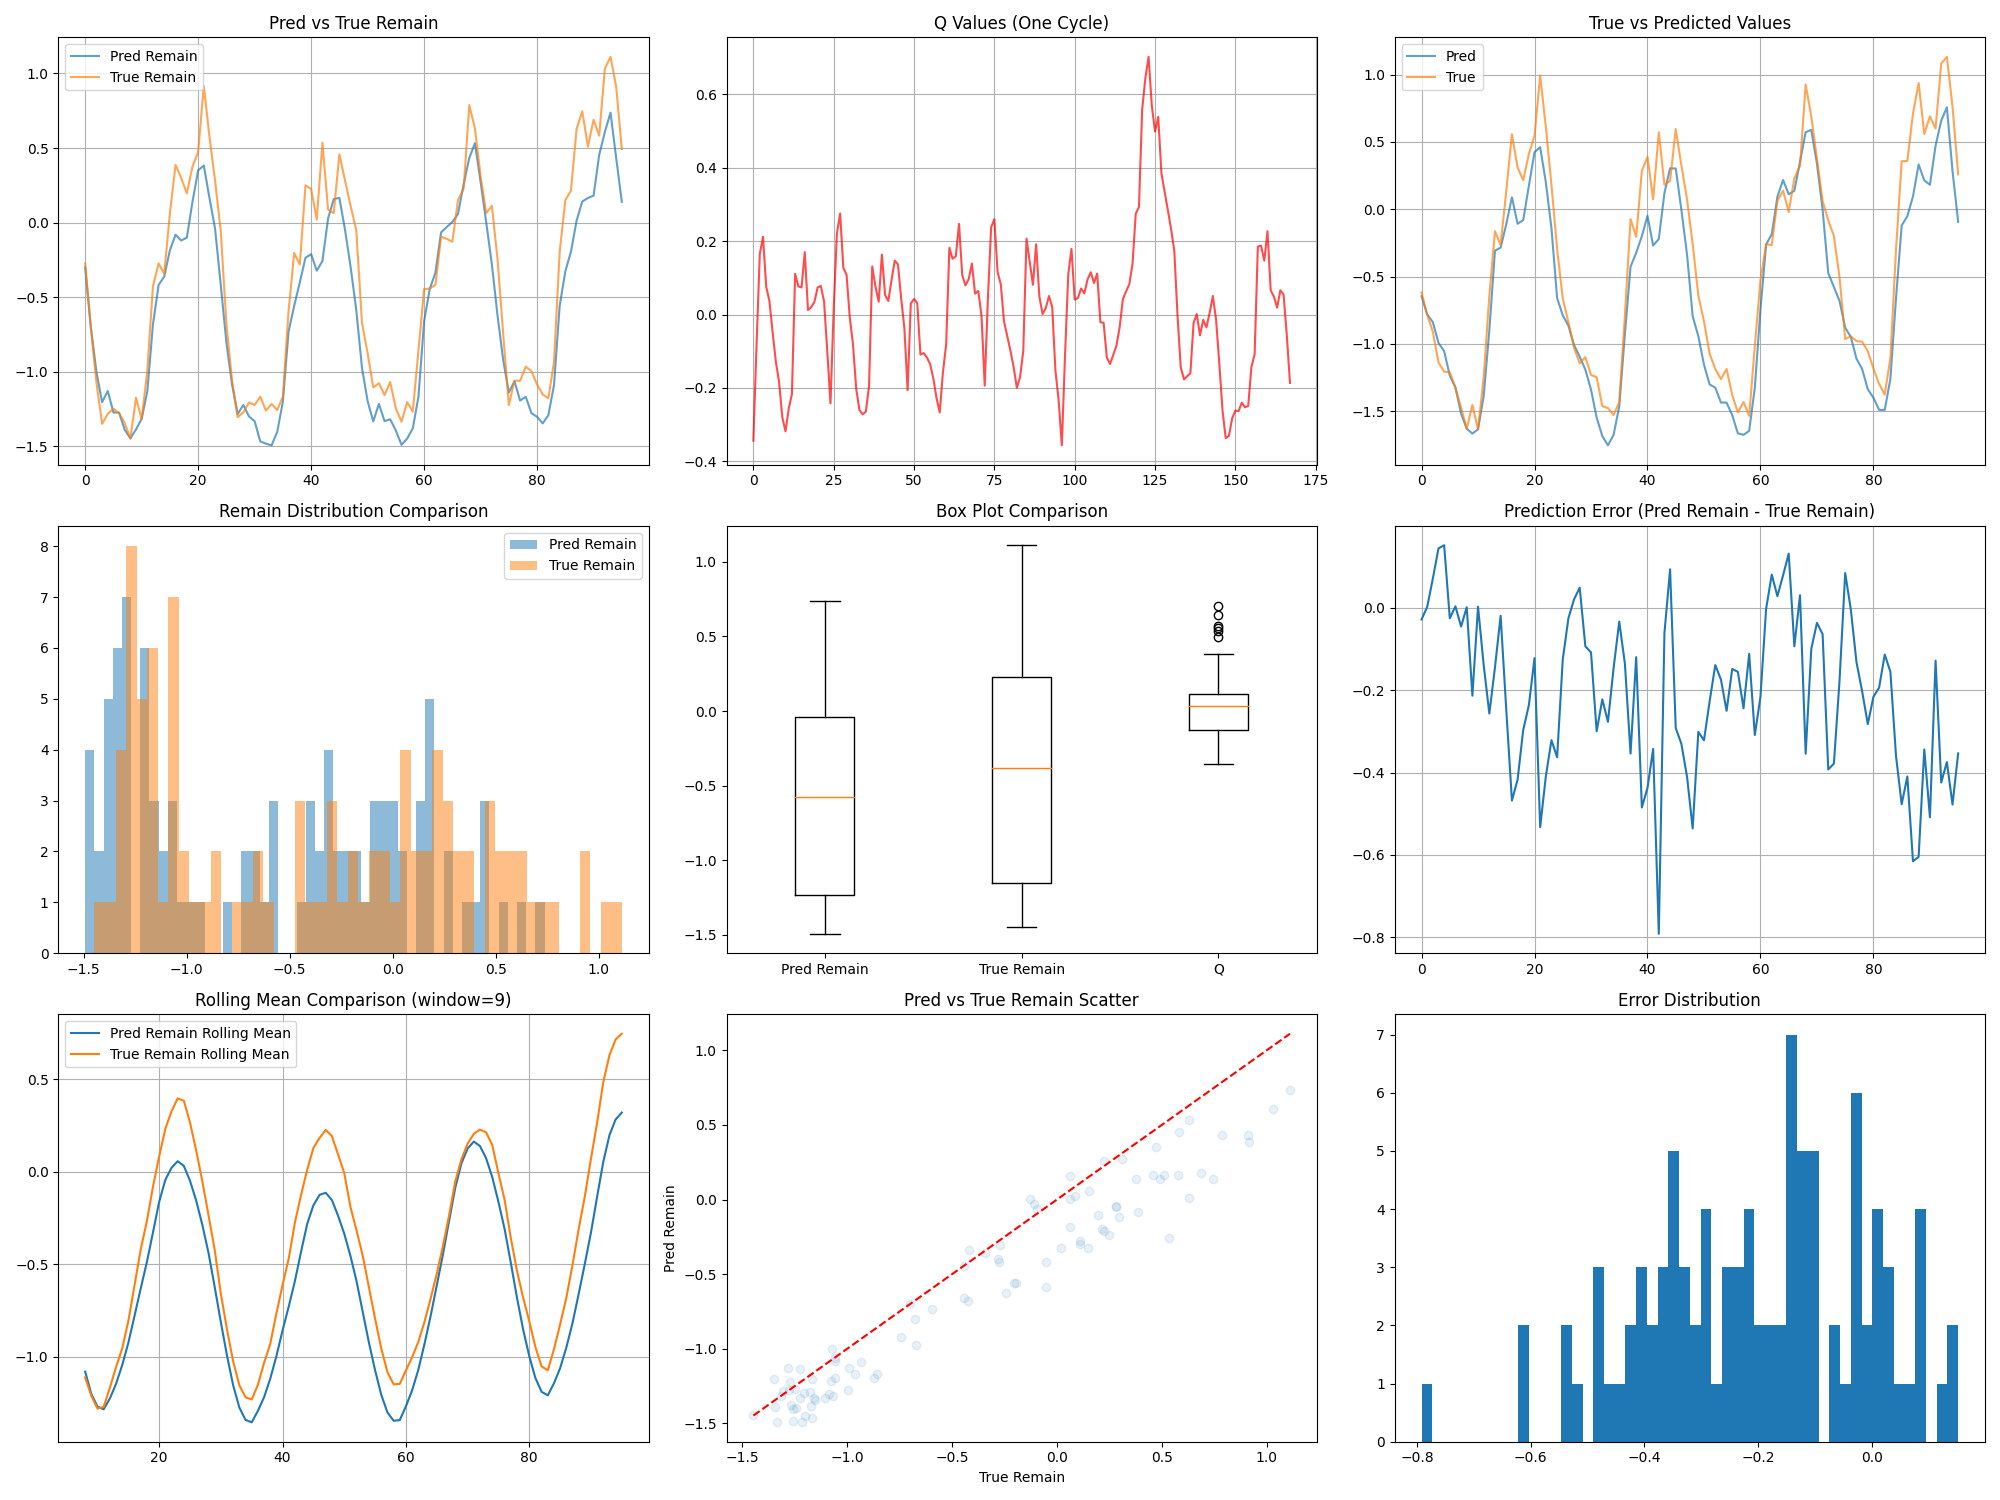 Pred vs True Remain
Pred Remain
True Remain
1.0
0.5
0.0
−0.5
−1.0
−1.5
0 20 40 60 80
Q Values (One Cycle)
0.6
0.4
0.2
0.0
−0.2
−0.4
0 25 50 75 100 125 150 175
True vs Predicted Values
Pred
True
1.0
0.5
0.0
−0.5
−1.0
−1.5
0 20 40 60 80
Remain Distribution Comparison
Pred Remain
True Remain
8
7
6
5
4
3
2
1
0
−1.5 −1.0 −0.5 0.0 0.5 1.0
Box Plot Comparison
1.0
0.5
0.0
−0.5
−1.0
−1.5
Pred Remain True Remain Q
Prediction Error (Pred Remain - True Remain)
0.0
−0.2
−0.4
−0.6
−0.8
0 20 40 60 80
Rolling Mean Comparison (window=9)
Pred Remain Rolling Mean
True Remain Rolling Mean
0.5
0.0
−0.5
−1.0
20 40 60 80
Pred vs True Remain Scatter
Pred Remain
1.0
0.5
0.0
−0.5
−1.0
−1.5
−1.5 −1.0 −0.5 0.0 0.5 1.0
True Remain
Error Distribution
7
6
5
4
3
2
1
0
−0.8 −0.6 −0.4 −0.2 0.0